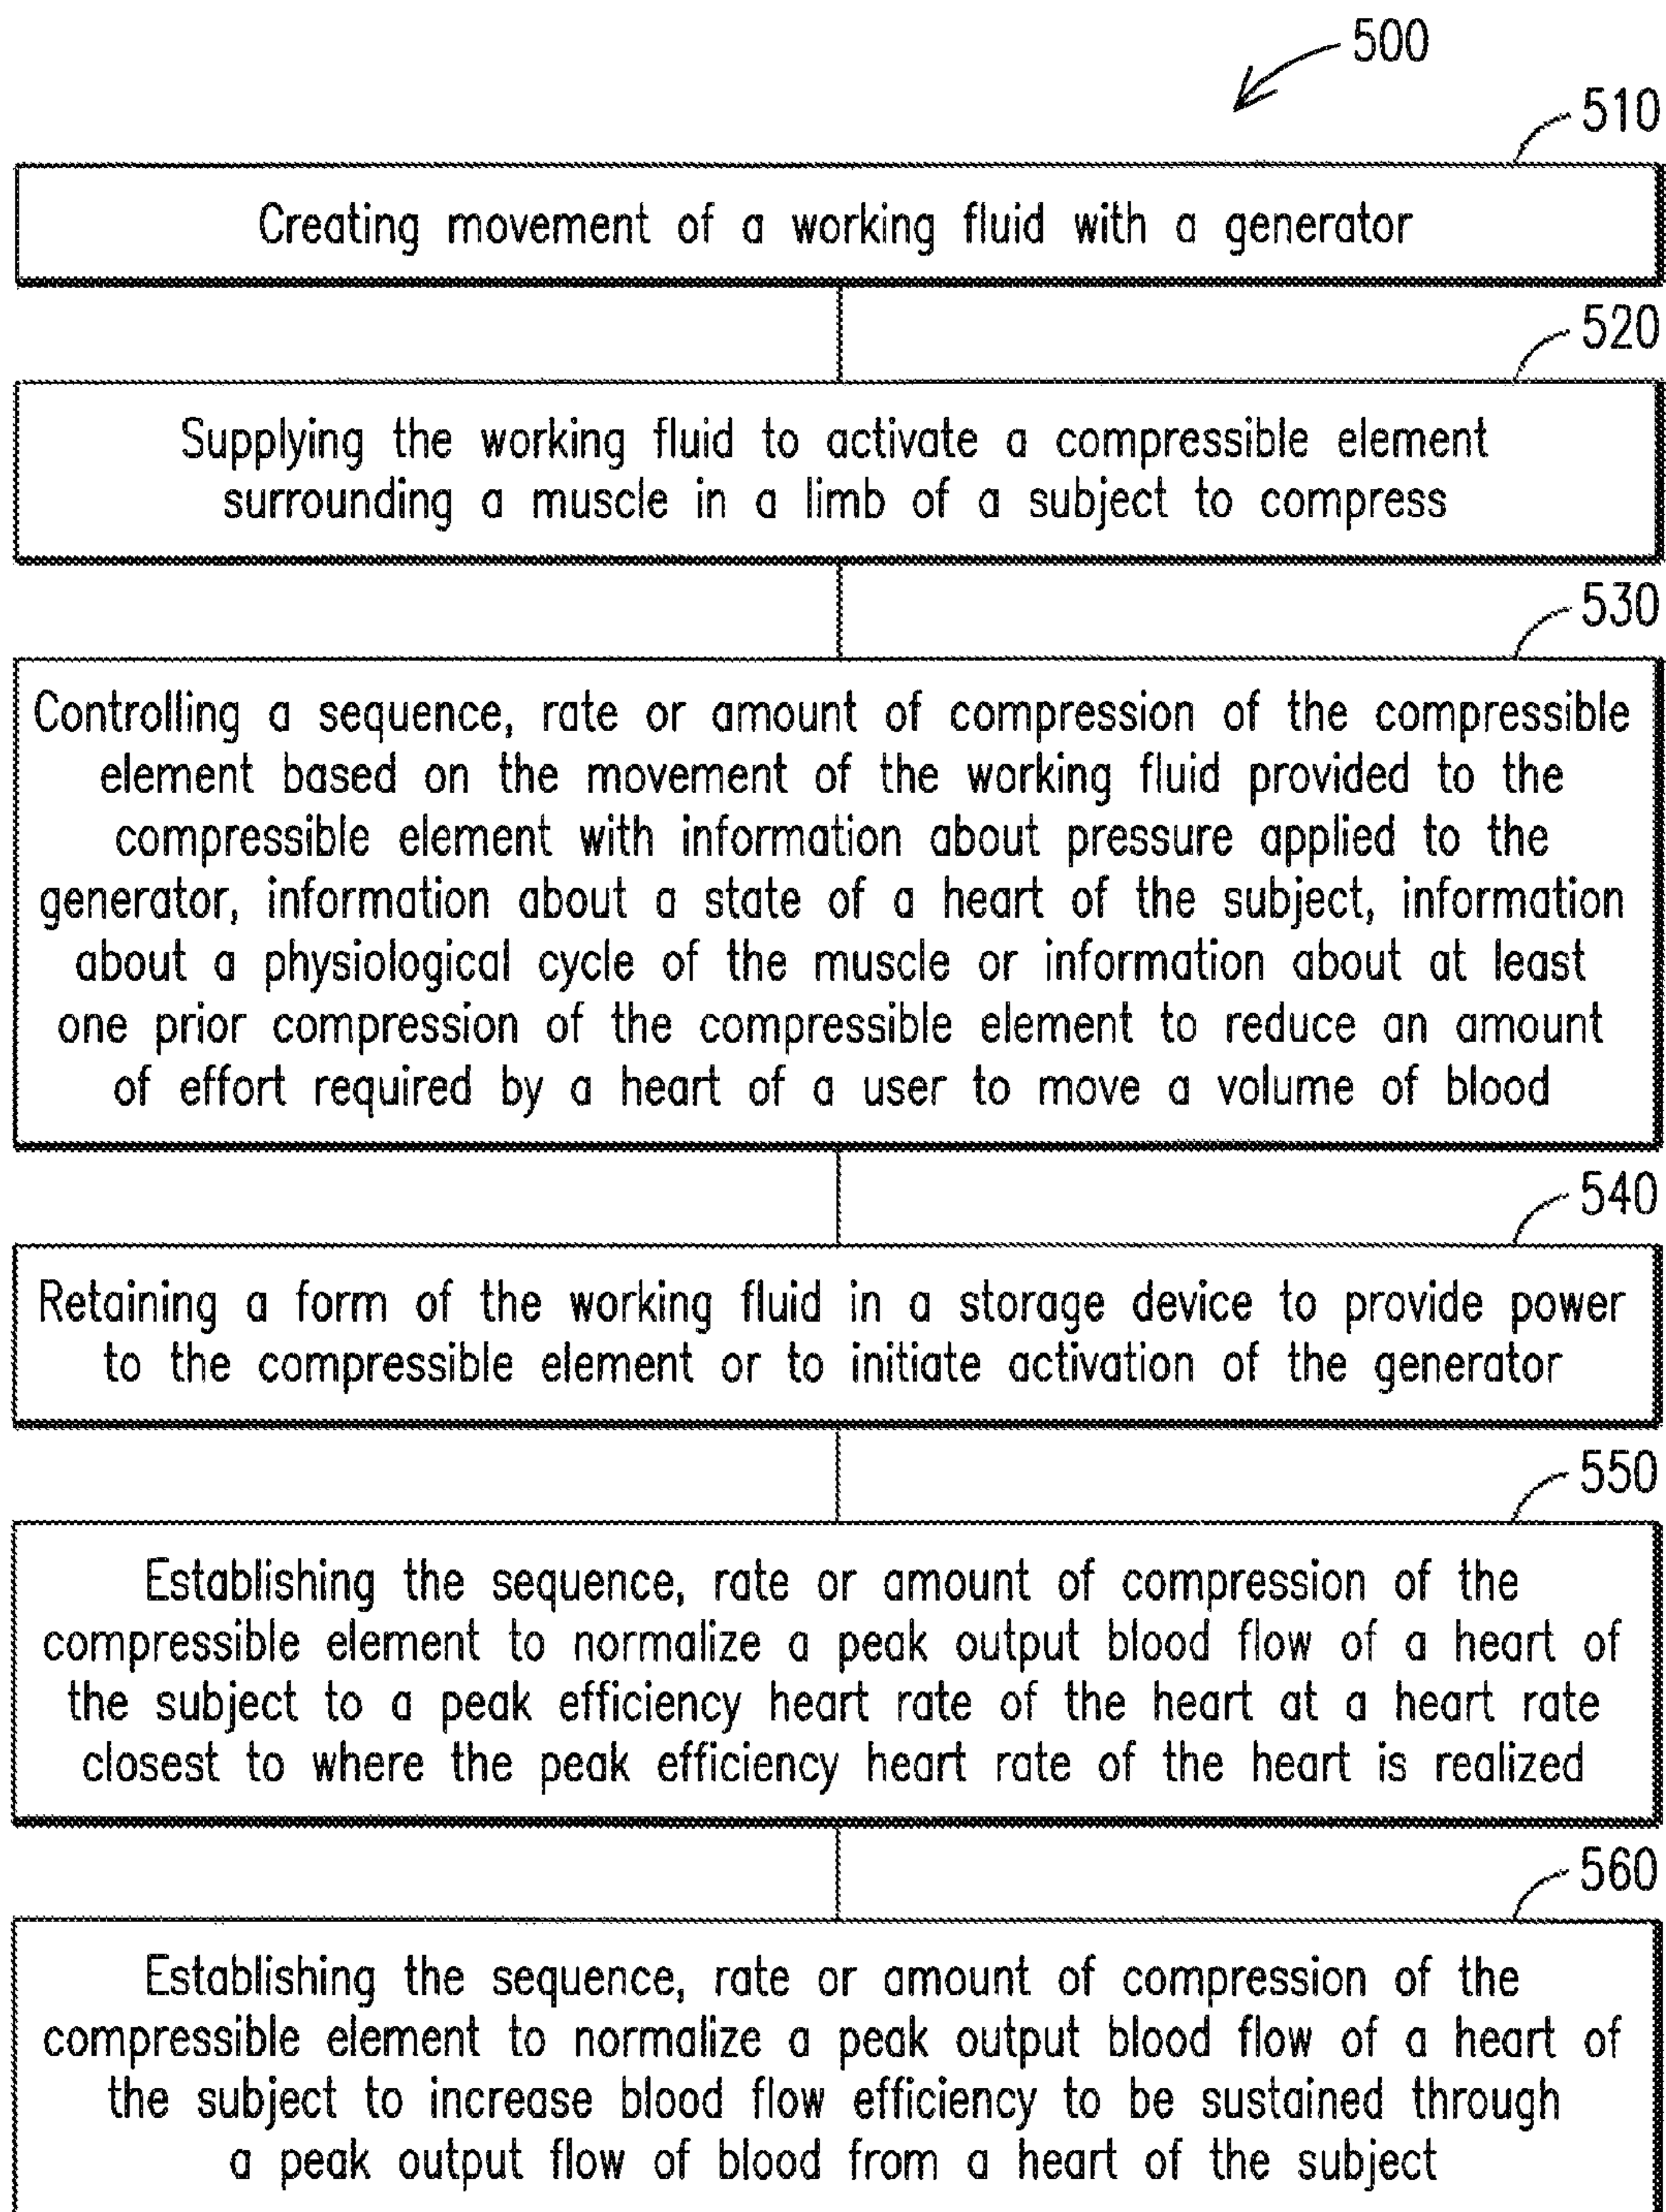 500
510
Creating movement of a working fluid with a generator
520
Supplying the working fluid to activate a compressible element
surrounding a muscle in a limb of a subject to compress
530
Controlling a sequence, rate or amount of compression of the compressible
element based on the movement of the working fluid provided to the
compressible element with information about pressure applied to the
generator, information about a state of a heart of the subject, information
about a physiological cycle of the muscle or information about at least
one prior compression of the compressible element to reduce an amount
of effort required by a heart of a user to move a volume of blood
540
Retaining a form of the working fluid in a storage device to provide power
to the compressible element or to initiate activation of the generator
550
Establishing the sequence, rate or amount of compression of the
compressible element to normalize a peak output blood flow of a heart of
the subject to a peak efficiency heart rate of the heart at a heart rate
closest to where the peak efficiency heart rate of the heart is realized
560
Establishing the sequence, rate or amount of compression of the
compressible element to normalize a peak output blood flow of a heart of
the subject to increase blood flow efficiency to be sustained through
a peak output flow of blood from a heart of the subject